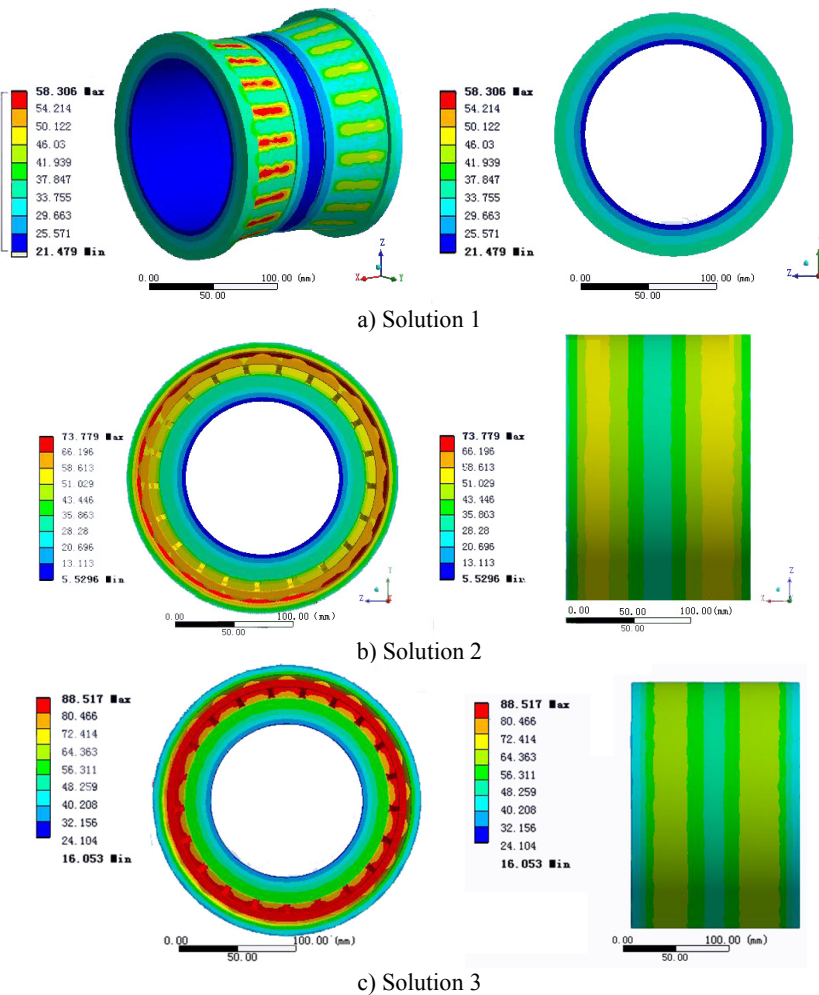 58.306 Max
54.214
50.122
46.03
41.939
37.847
33.755
29.663
25.571
21.479 Min
Z
X
Y
0.00
100.00 (mm)
50.00
58.306 Max
54.214
50.122
46.03
41.939
37.847
33.755
29.663
25.571
21.479 Min
Z
0.00
100.00 (mm)
50.00
a) Solution 1
73.779 Max
66.196
58.613
51.029
43.446
35.863
28.28
20.696
13.113
5.5296 Min
Y
Z
0.00
100.00 (mm)
50.00
73.779 Max
66.196
58.613
51.029
43.446
35.863
28.28
20.696
13.113
5.5296 Min
Z
X
0.00
50.00
100.00 (mm)
50.00
b) Solution 2
88.517 Max
80.466
72.414
64.363
56.311
48.259
40.208
32.156
24.104
16.053 Min
0.00
100.00 (mm)
50.00
88.517 Max
80.466
72.414
64.363
56.311
48.259
40.208
32.156
24.104
16.053 Min
0.00
100.00 (mm)
50.00
c) Solution 3